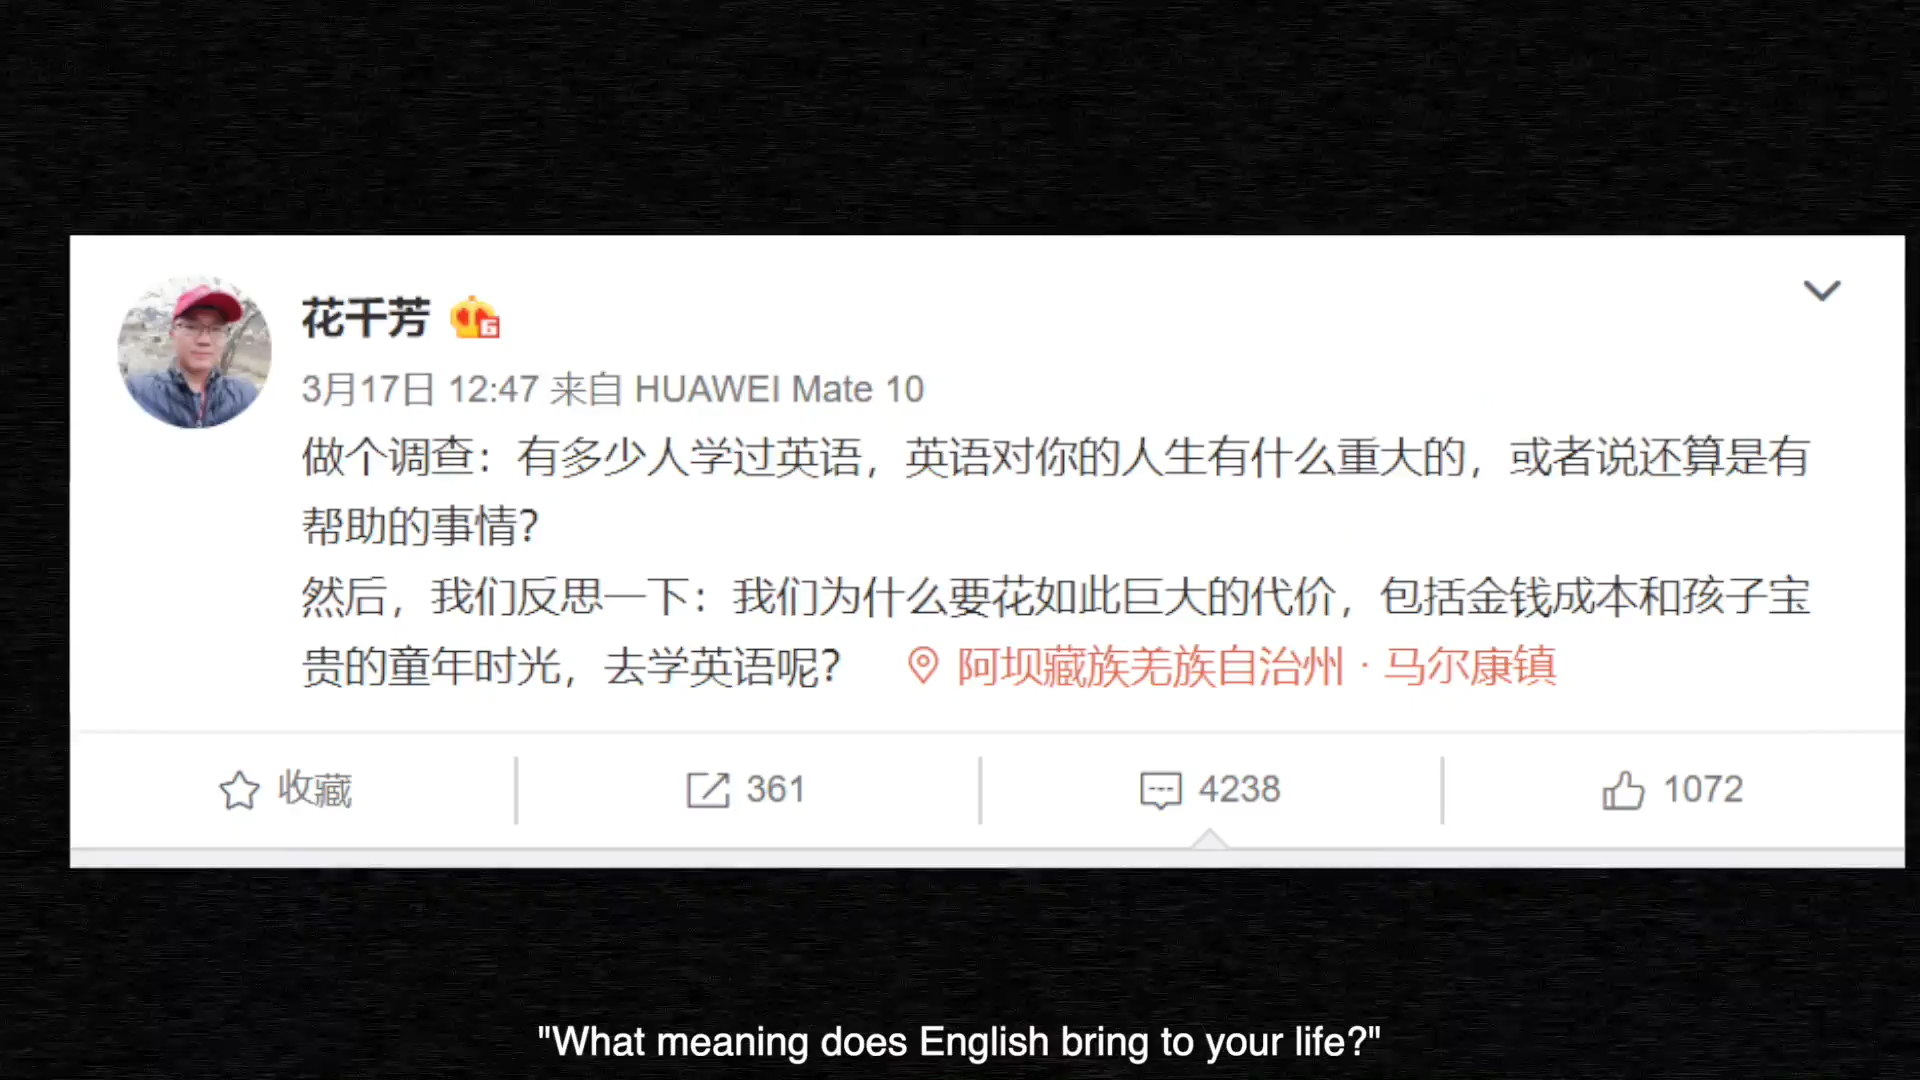 花千芳
3月17日 12:47 来自 HUAWEI Mate 10
做个调查：有多少人学过英语，英语对你的人生有什么重大的，或者说还算是有
帮助的事情？
然后，我们反思一下：我们为什么要花如此巨大的代价，包括金钱成本和孩子宝
贵的童年时光，去学英语呢？ 阿坝藏族羌族自治州 · 马尔康镇
收藏 361 4238 1072
"What meaning does English bring to your life?"